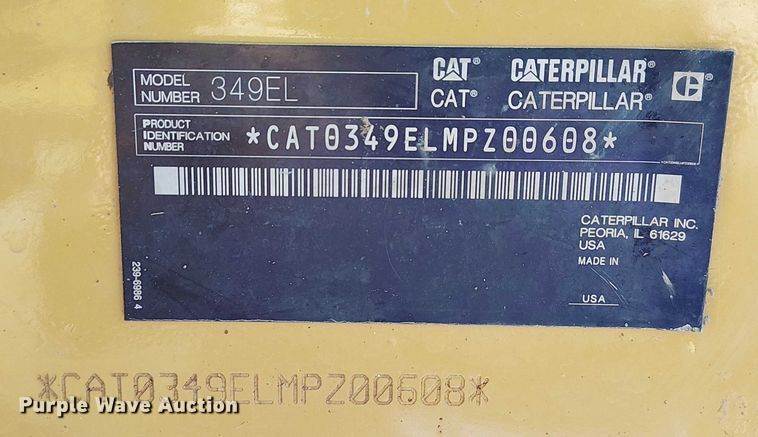 MODEL NUMBER 349EL
CAT® CATERPILLAR®
CAT® CATERPILLAR®
PRODUCT IDENTIFICATION NUMBER *CAT0349ELMPZ00608*
*CAT0349ELMPZ00608*
CATERPILLAR INC.
PEORIA, IL 61629
USA
MADE IN
USA
239-6986 4
*CAT0349ELMPZ00608*
Purple Wave Auction